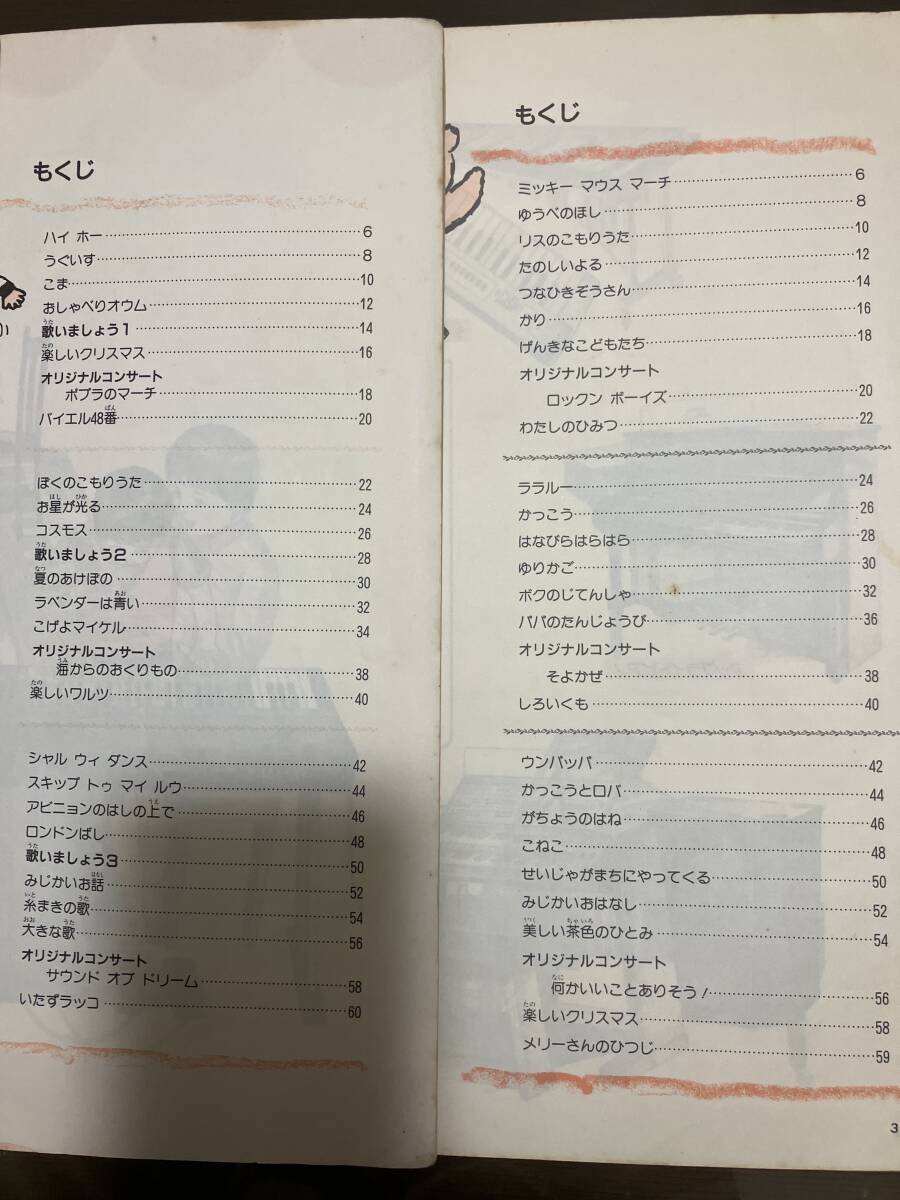 もくじ
ハイ ホー 6
うぐいす 8
こま 10
おしゃべりオウム 12
歌いましょう1 14
楽しいクリスマス 16
オリジナルコンサート
ポプラのマーチ 18
バイエル48番 20
ぼくのこもりうた 22
お星が光る 24
コスモス 26
歌いましょう2 28
夏のあけぼの 30
ラベンダーは青い 32
こげよマイケル 34
オリジナルコンサート
海からのおくりもの 38
楽しいワルツ 40
シャル ウィ ダンス 42
スキップ トゥ マイ ルウ 44
アビニョンのはしの上で 46
ロンドンばし 48
歌いましょう3 50
みじかいお話 52
糸まきの歌 54
大きな歌 56
オリジナルコンサート
サウンド オブ ドリーム 58
いたずラッコ 60
もくじ
ミッキー マウス マーチ 6
ゆうべのほし 8
リスのこもりうた 10
たのしいよる 12
つなひきぞうさん 14
かり 16
げんきなこどもたち 18
オリジナルコンサート
ロックン ボーイズ 20
わたしのひみつ 22
ララルー 24
かっこう 26
はなびらはらはら 28
ゆりかご 30
ボクのじてんしゃ 32
パパのたんじょうび 36
オリジナルコンサート
そよかぜ 38
しろいくも 40
ウンパッパ 42
かっこうとロバ 44
がちょうのはね 46
こねこ 48
せいじゃがまちにやってくる 50
みじかいおはなし 52
美しい茶色のひとみ 54
オリジナルコンサート
何かいいことありそう! 56
楽しいクリスマス 58
メリーさんのひつじ 59
3